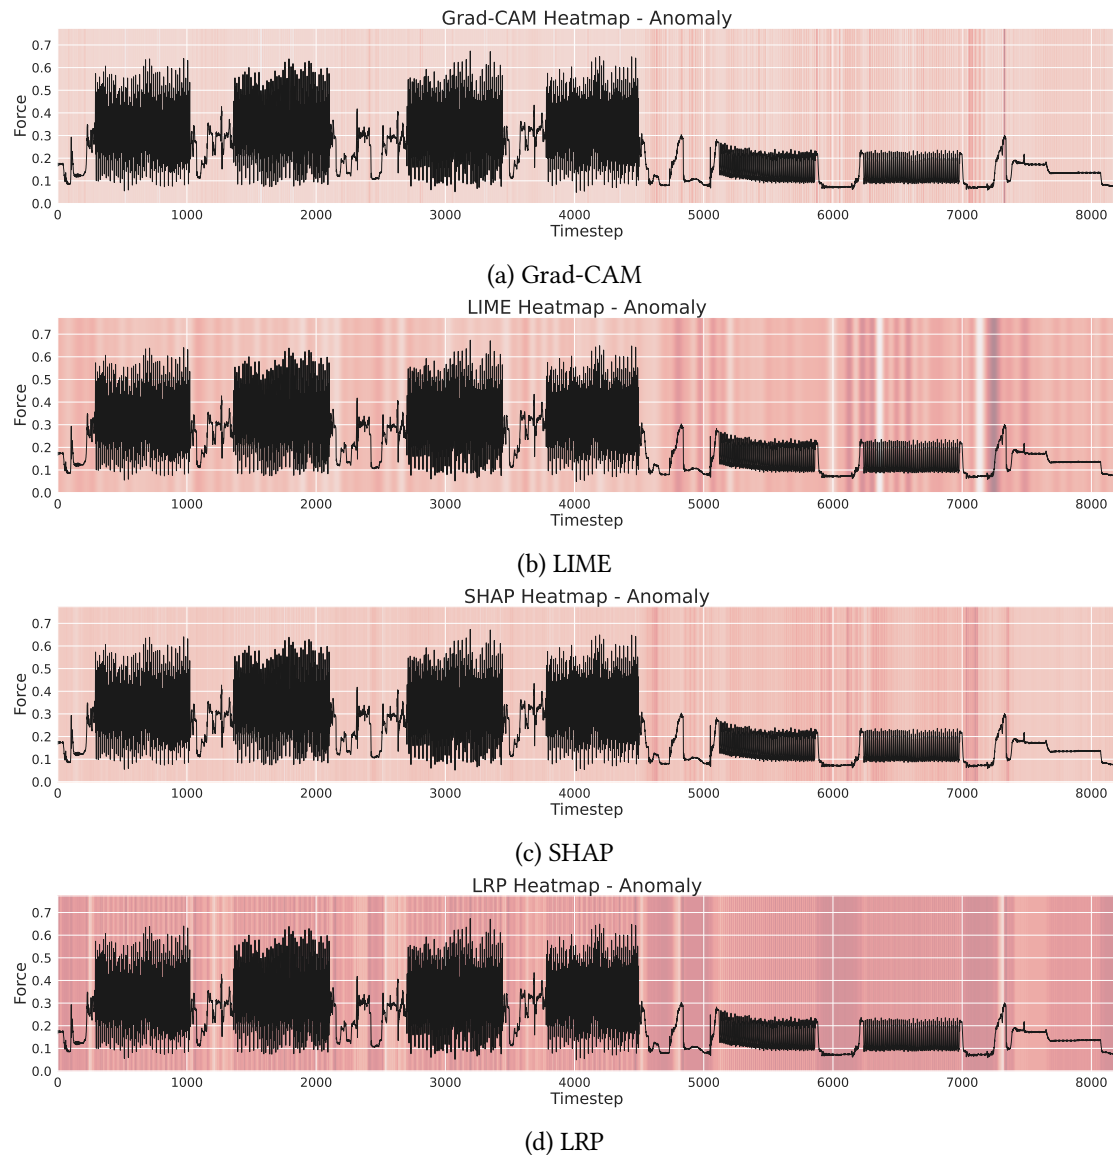 Grad-CAM Heatmap - Anomaly
0.7
0.6
0.5
0.4
0.3
0.2
0.1
0.0
Force
0 1000 2000 3000 4000 5000 6000 7000 8000
Timestep
(a) Grad-CAM
LIME Heatmap - Anomaly
0.7
0.6
0.5
0.4
0.3
0.2
0.1
0.0
Force
0 1000 2000 3000 4000 5000 6000 7000 8000
Timestep
(b) LIME
SHAP Heatmap - Anomaly
0.7
0.6
0.5
0.4
0.3
0.2
0.1
0.0
Force
0 1000 2000 3000 4000 5000 6000 7000 8000
Timestep
(c) SHAP
LRP Heatmap - Anomaly
0.7
0.6
0.5
0.4
0.3
0.2
0.1
0.0
Force
0 1000 2000 3000 4000 5000 6000 7000 8000
Timestep
(d) LRP